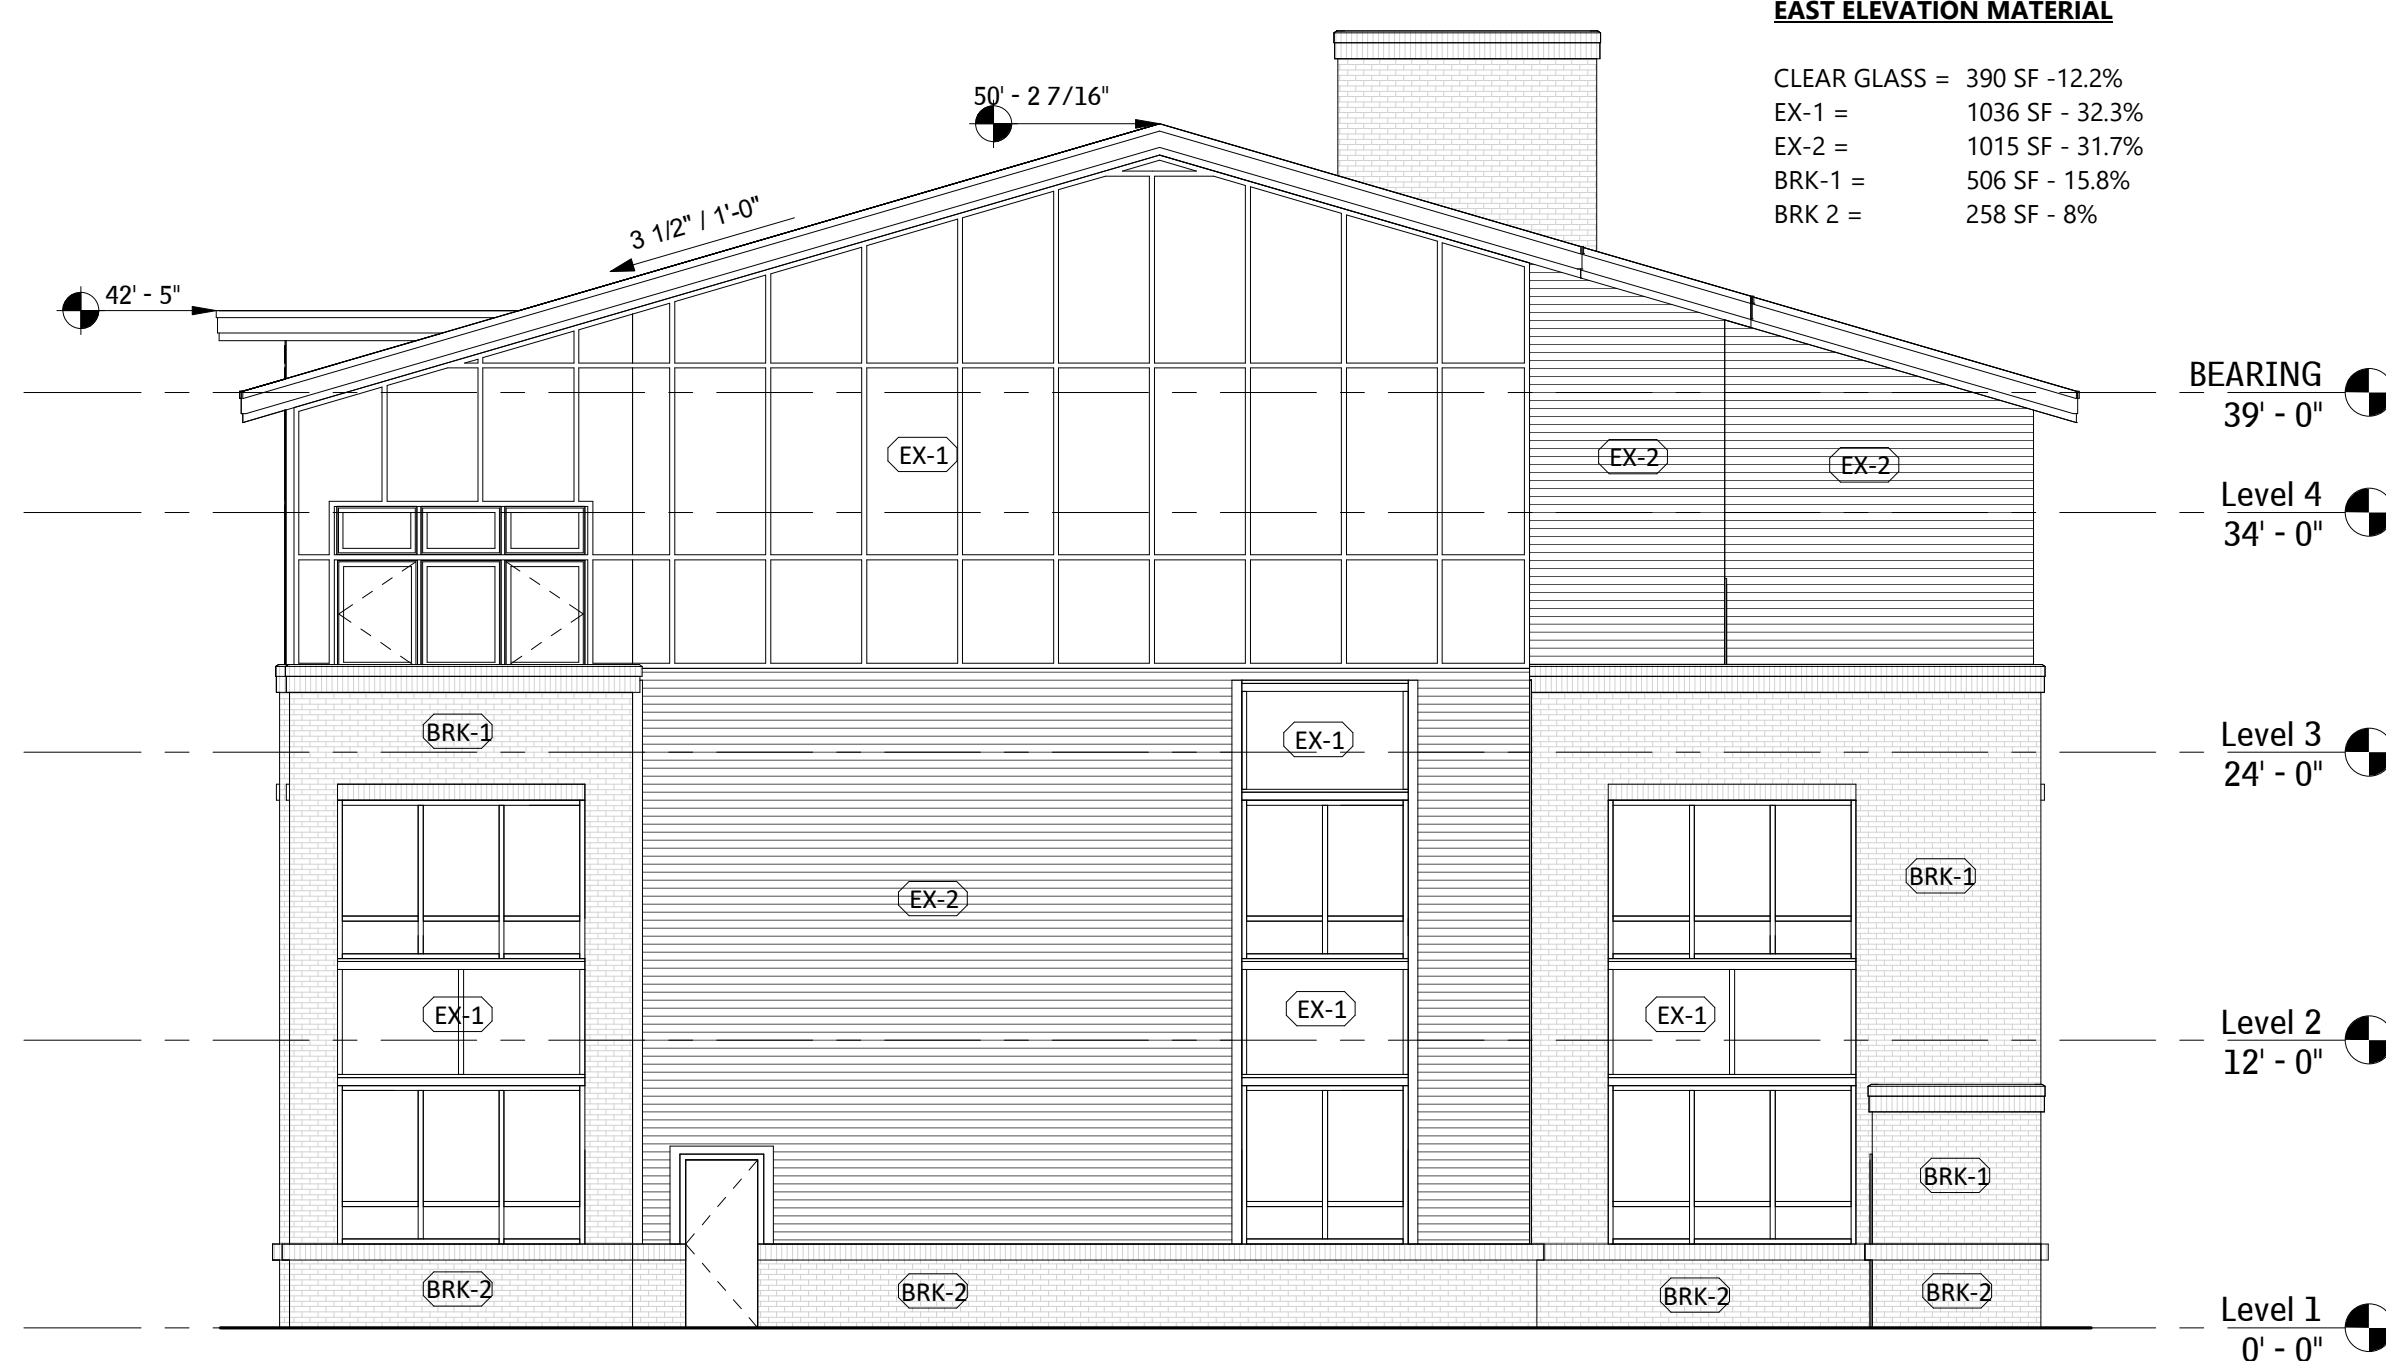 EAST ELEVATION MATERIAL
CLEAR GLASS = 390 SF -12.2%
EX-1 = 1036 SF - 32.3%
EX-2 = 1015 SF - 31.7%
BRK-1 = 506 SF - 15.8%
BRK 2 = 258 SF - 8%
50' - 2 7/16"
3 1/2" / 1'-0"
42' - 5"
BEARING
39' - 0"
EX-1
EX-2
EX-2
Level 4
34' - 0"
BRK-1
EX-1
Level 3
24' - 0"
EX-2
BRK-1
EX-1
EX-1
EX-1
Level 2
12' - 0"
BRK-1
BRK-2
BRK-2
BRK-2
BRK-2
Level 1
0' - 0"